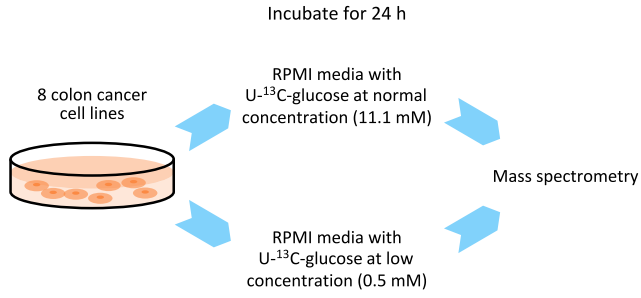 Incubate for 24 h
8 colon cancer
cell lines
RPMI media with
U-¹³C-glucose at normal
concentration (11.1 mM)
Mass spectrometry
RPMI media with
U-¹³C-glucose at low
concentration (0.5 mM)